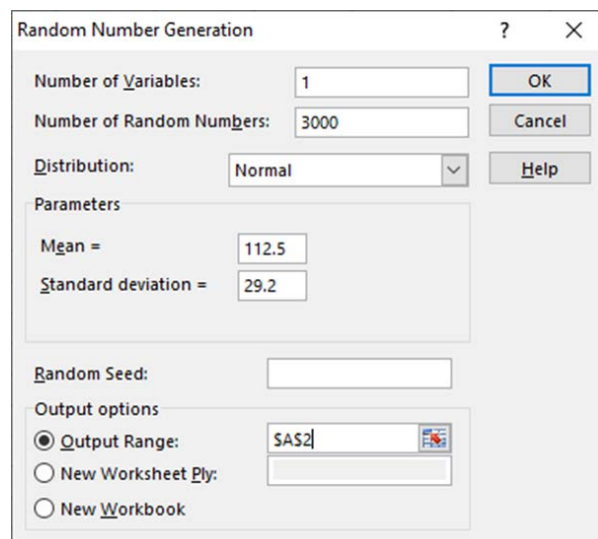 Random Number Generation ? ×
Number of Variables: 1 OK
Number of Random Numbers: 3000 Cancel
Distribution: Normal Help
Parameters
Mean = 112.5
Standard deviation = 29.2
Random Seed:
Output options
Output Range: $A$2
New Worksheet Ply:
New Workbook